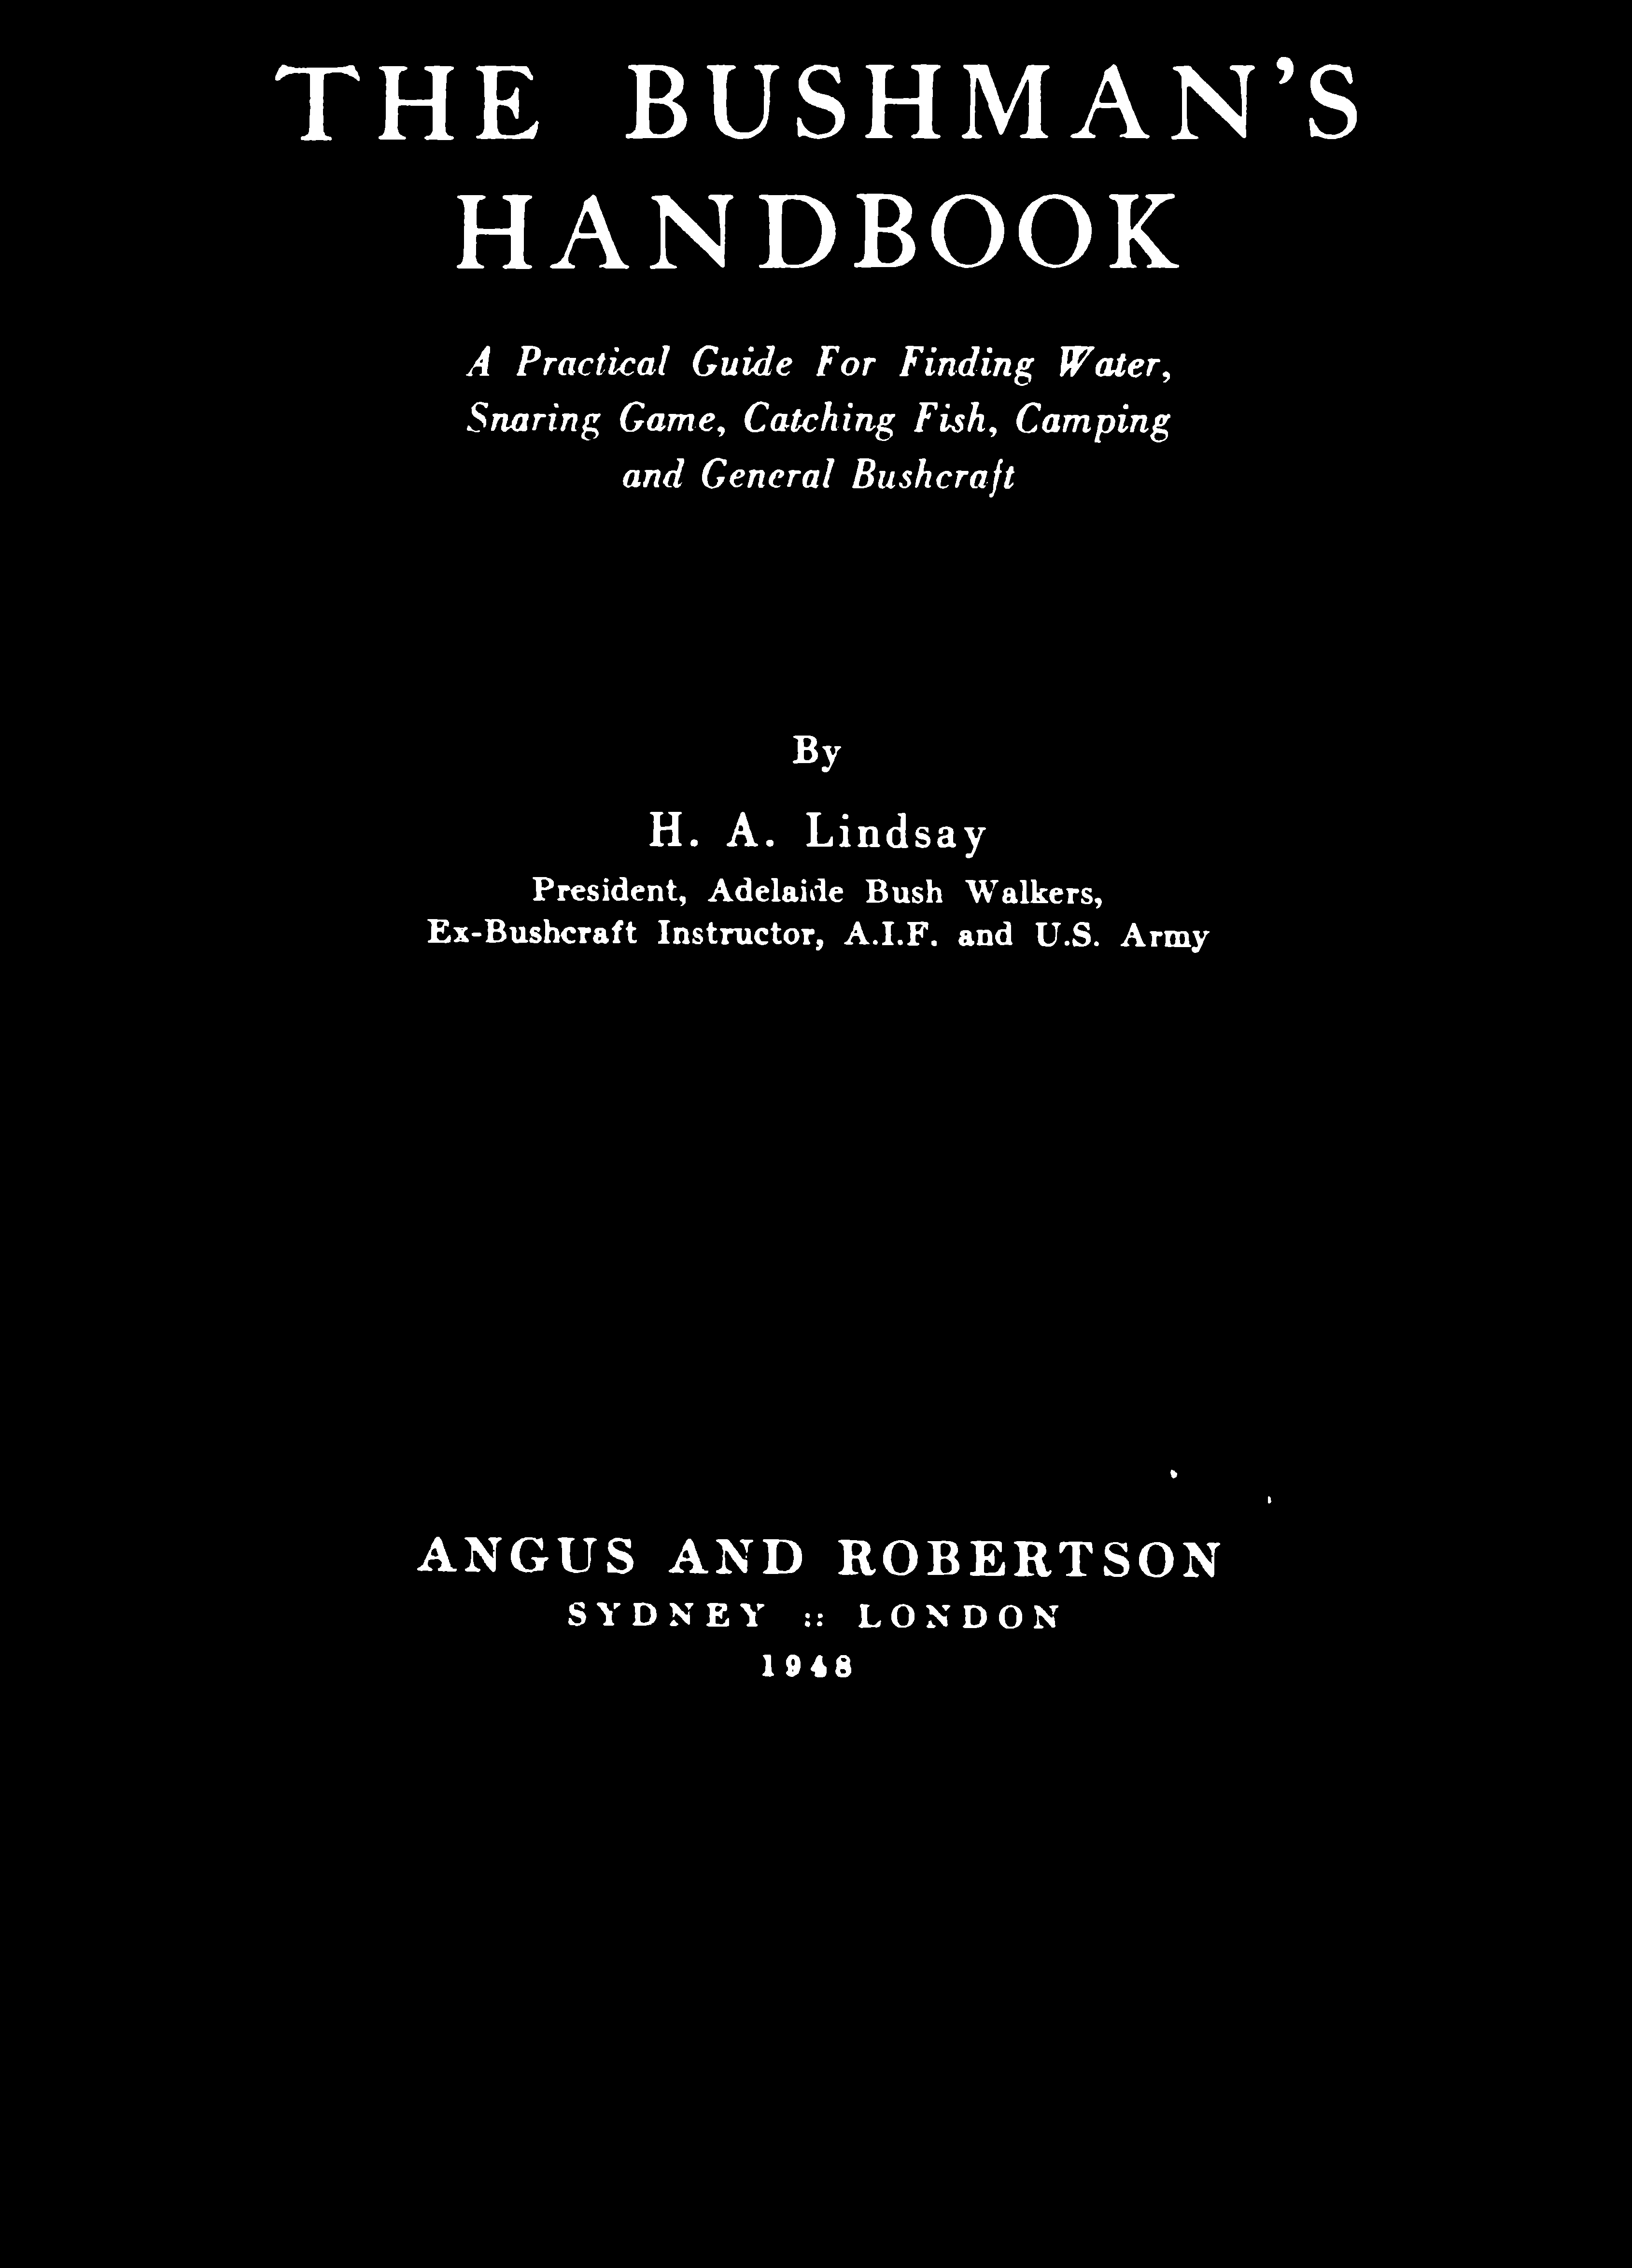 THE BUSHMAN'S
HANDBOOK
A Practical Guide For Finding Water,
Snaring Game, Catching Fish, Camping
and General Bushcraft
By
H. A. Lindsay
President, Adelaide Bush Walkers,
Ex-Bushcraft Instructor, A.I.F. and U.S. Army
ANGUS AND ROBERTSON
SYDNEY :: LONDON
1948